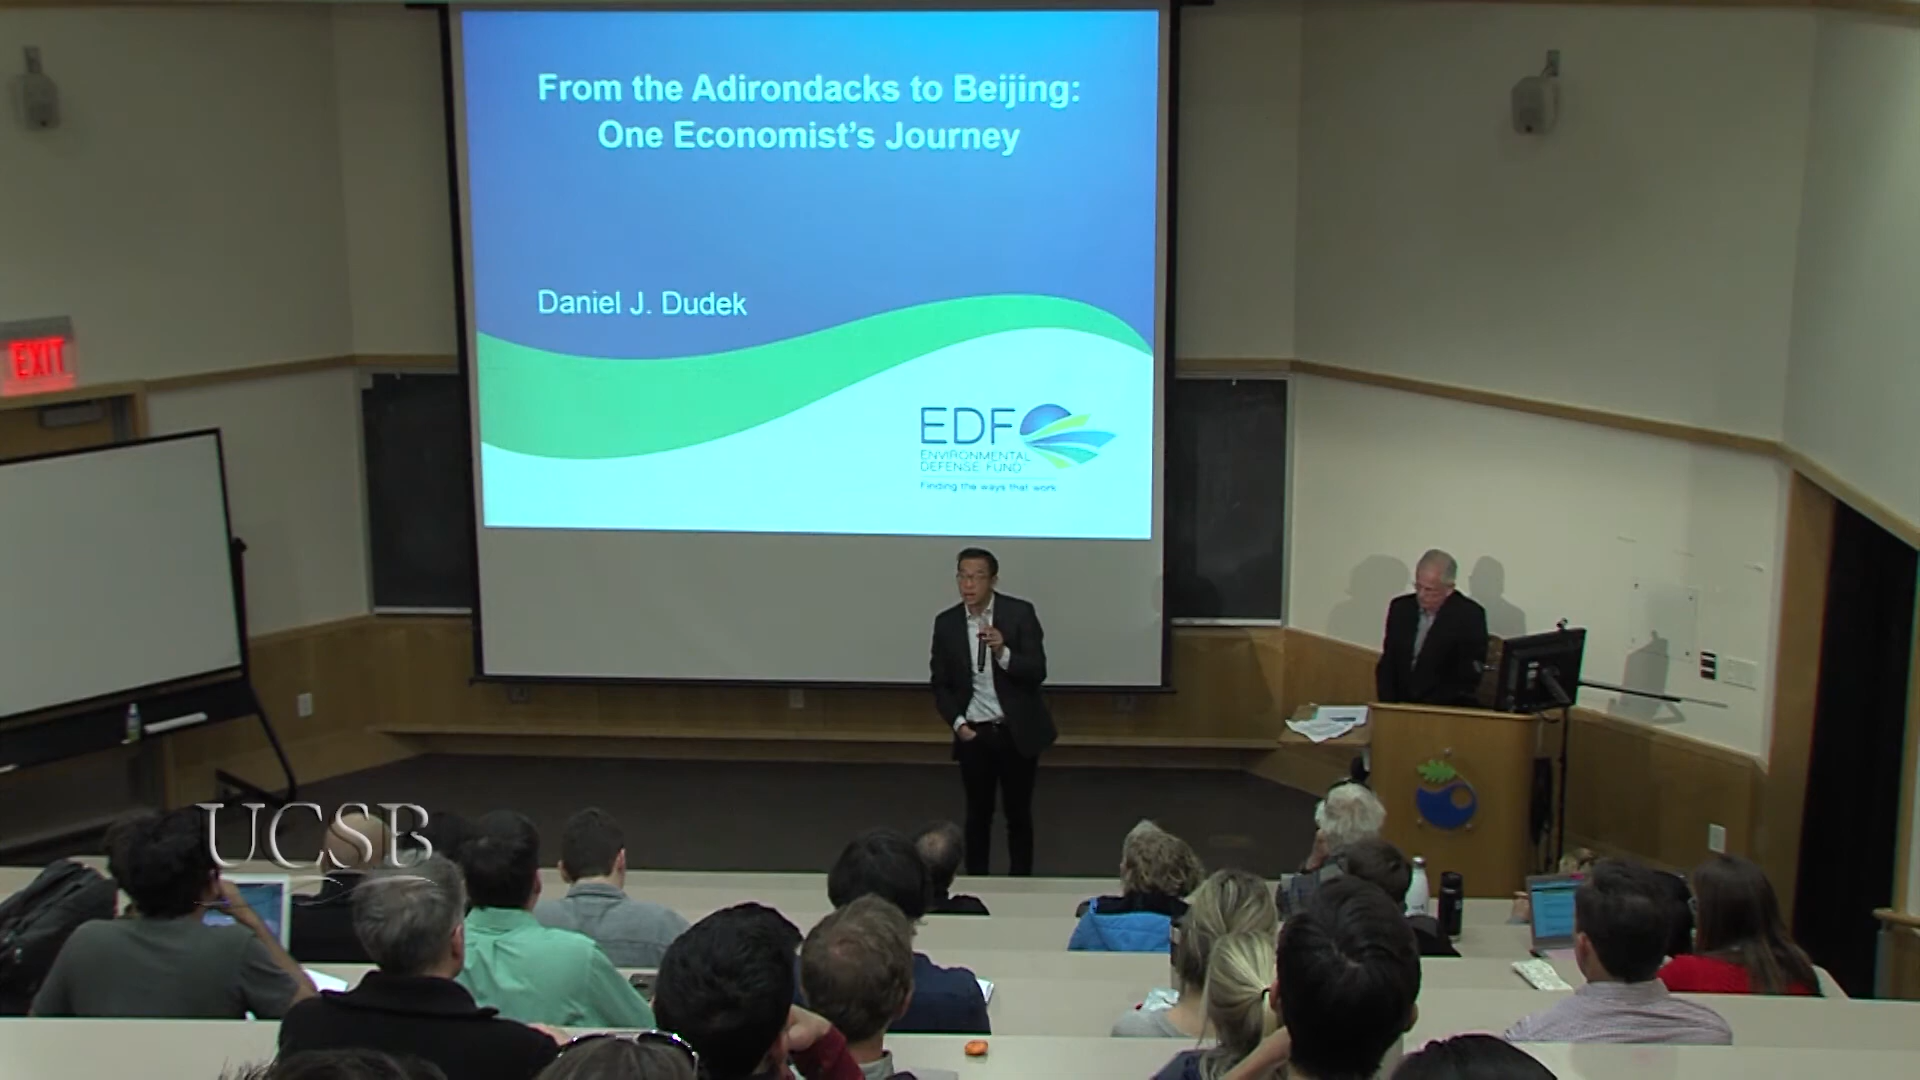 From the Adirondacks to Beijing:
One Economist's Journey
Daniel J. Dudek
EDF
ENVIRONMENTAL
DEFENSE FUND
Finding the ways that work
EXIT
UCSB